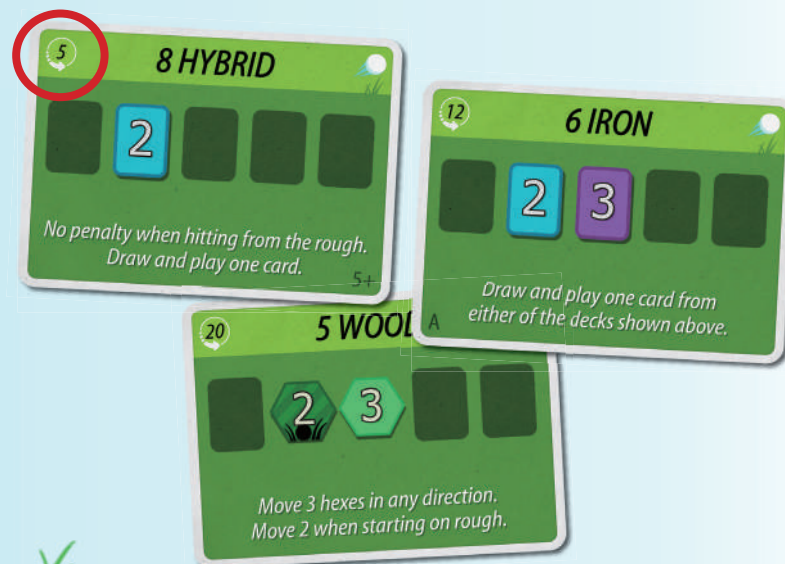 5
8 HYBRID
2
No penalty when hitting from the rough.
Draw and play one card.
5+
12
6 IRON
2 3
Draw and play one card from
either of the decks shown above.
A
20
5 WOO
2 3
Move 3 hexes in any direction.
Move 2 when starting on rough.